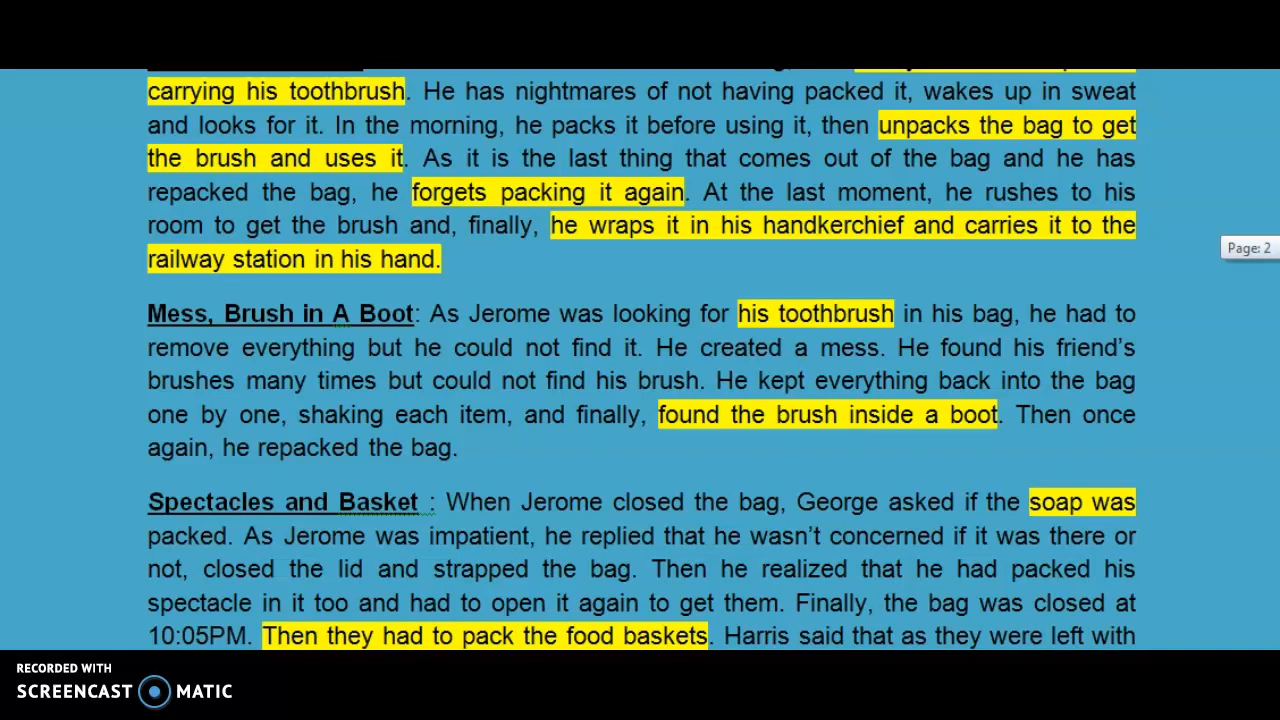 carrying his toothbrush. He has nightmares of not having packed it, wakes up in sweat
and looks for it. In the morning, he packs it before using it, then unpacks the bag to get
the brush and uses it. As it is the last thing that comes out of the bag and he has
repacked the bag, he forgets packing it again. At the last moment, he rushes to his
room to get the brush and, finally, he wraps it in his handkerchief and carries it to the
railway station in his hand.
Page: 2
Mess, Brush in A Boot: As Jerome was looking for his toothbrush in his bag, he had to
remove everything but he could not find it. He created a mess. He found his friend’s
brushes many times but could not find his brush. He kept everything back into the bag
one by one, shaking each item, and finally, found the brush inside a boot. Then once
again, he repacked the bag.
Spectacles and Basket : When Jerome closed the bag, George asked if the soap was
packed. As Jerome was impatient, he replied that he wasn’t concerned if it was there or
not, closed the lid and strapped the bag. Then he realized that he had packed his
spectacle in it too and had to open it again to get them. Finally, the bag was closed at
10:05PM. Then they had to pack the food baskets. Harris said that as they were left with
RECORDED WITH
SCREENCAST MATIC